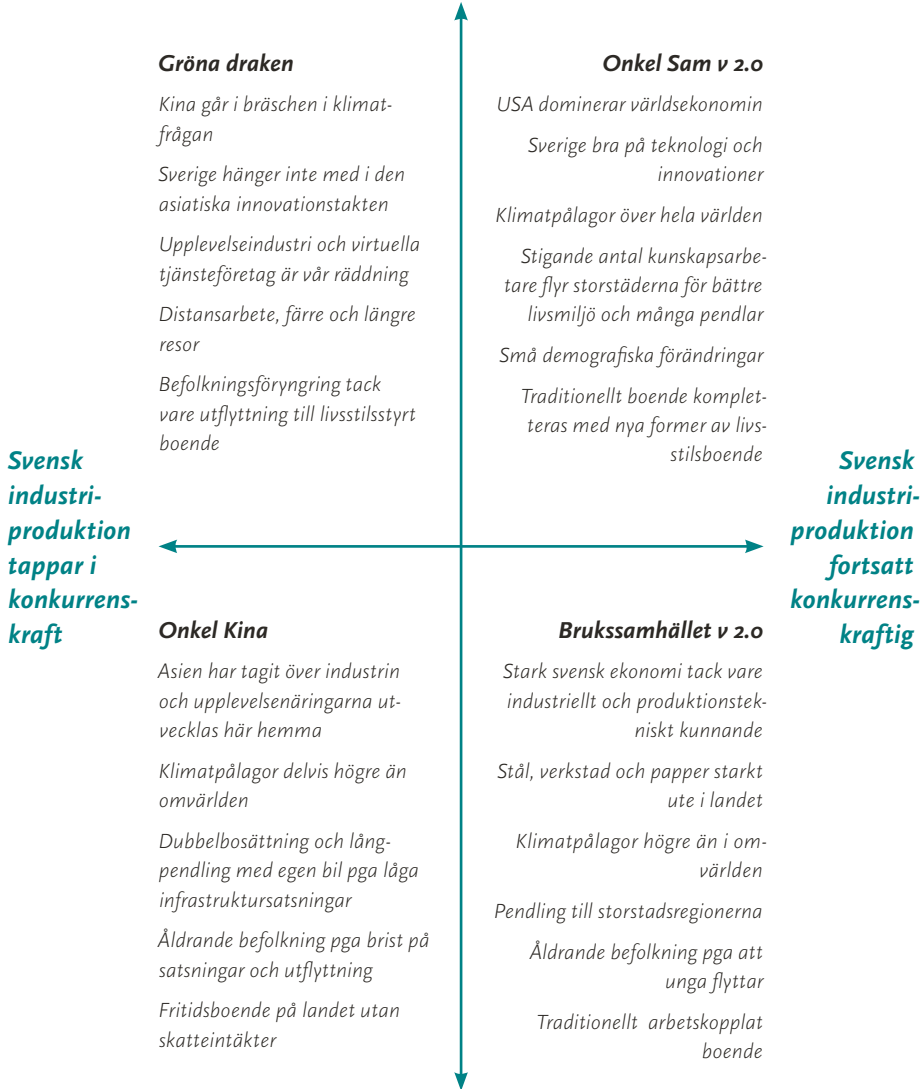 Gröna draken
Kina går i bräschen i klimat-
frågan
Sverige hänger inte med i den
asiatiska innovationstakten
Upplevelseindustri och virtuella
tjänsteföretag är vår räddning
Distansarbete, färre och längre
resor
Befolkningsföryngring tack
vare utflyttning till livsstilsstyrt
boende
Onkel Sam v 2.0
USA dominerar världsekonomin
Sverige bra på teknologi och
innovationer
Klimatpålagor över hela världen
Stigande antal kunskapsarbe-
tare flyr storstäderna för bättre
livsmiljö och många pendlar
Små demografiska förändringar
Traditionellt boende komplet-
teras med nya former av livs-
stilsboende
Svensk
industri-
produktion
tappar i
konkurrens-
kraft
Svensk
industri-
produktion
fortsatt
konkurrens-
kraftig
Onkel Kina
Asien har tagit över industrin
och upplevelsenäringarna ut-
vecklas här hemma
Klimatpålagor delvis högre än
omvärlden
Dubbelbosättning och lång-
pendling med egen bil pga låga
infrastruktursatsningar
Åldrande befolkning pga brist på
satsningar och utflyttning
Fritidsboende på landet utan
skatteintäkter
Brukssamhället v 2.0
Stark svensk ekonomi tack vare
industriellt och produktionstek-
niskt kunnande
Stål, verkstad och papper starkt
ute i landet
Klimatpålagor högre än i om-
världen
Pendling till storstadsregionerna
Åldrande befolkning pga att
unga flyttar
Traditionellt arbetskopplat
boende